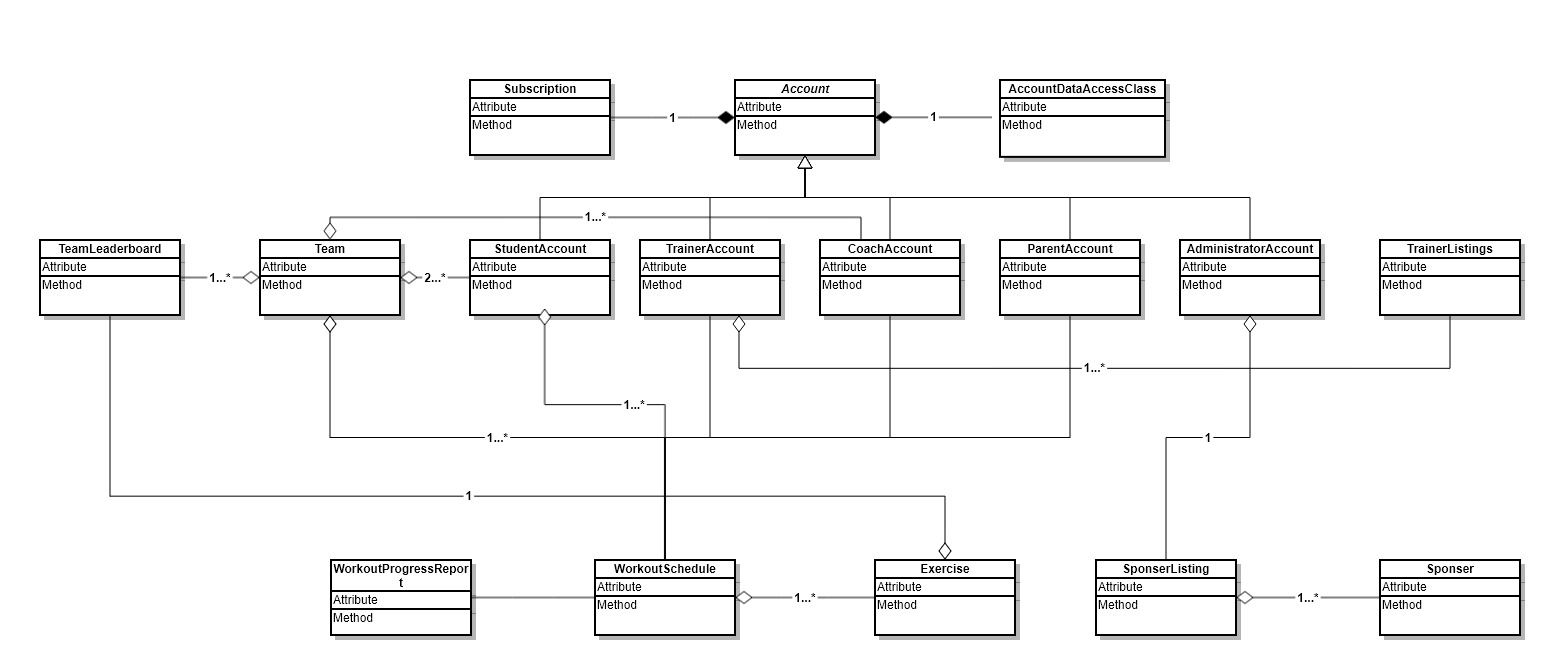 Subscription
Attribute
Method
1
Account
Attribute
Method
1
AccountDataAccessClass
Attribute
Method
1...*
TeamLeaderboard
Attribute
Method
1...*
Team
Attribute
Method
2...*
StudentAccount
Attribute
Method
TrainerAccount
Attribute
Method
CoachAccount
Attribute
Method
ParentAccount
Attribute
Method
AdministratorAccount
Attribute
Method
TrainerListings
Attribute
Method
1...*
1...*
1...*
1
1
WorkoutProgressRepor
t
Attribute
Method
WorkoutSchedule
Attribute
Method
1...*
Exercise
Attribute
Method
SponserListing
Attribute
Method
1...*
Sponser
Attribute
Method